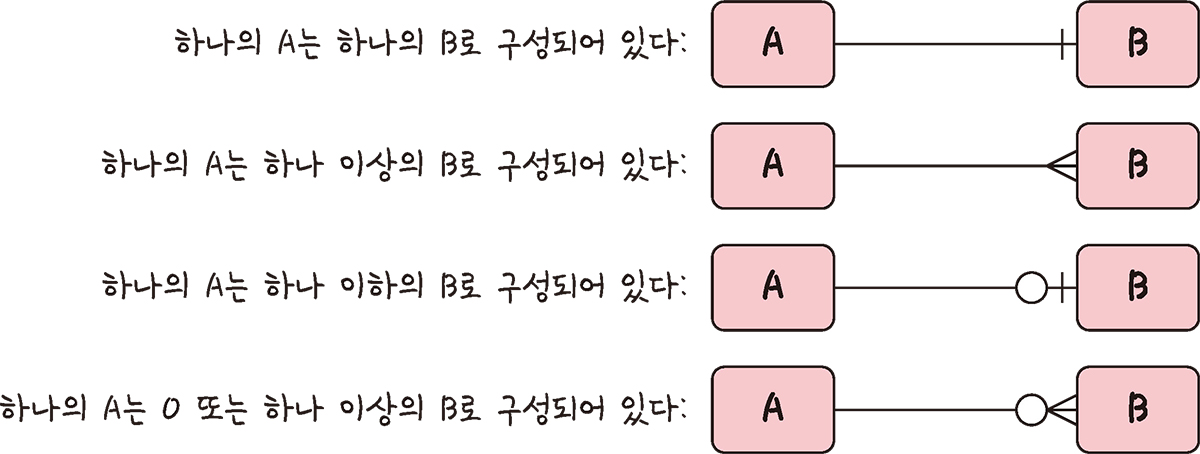 하나의 A는 하나의 B로 구성되어 있다: A B
하나의 A는 하나 이상의 B로 구성되어 있다: A B
하나의 A는 하나 이하의 B로 구성되어 있다: A B
하나의 A는 0 또는 하나 이상의 B로 구성되어 있다: A B